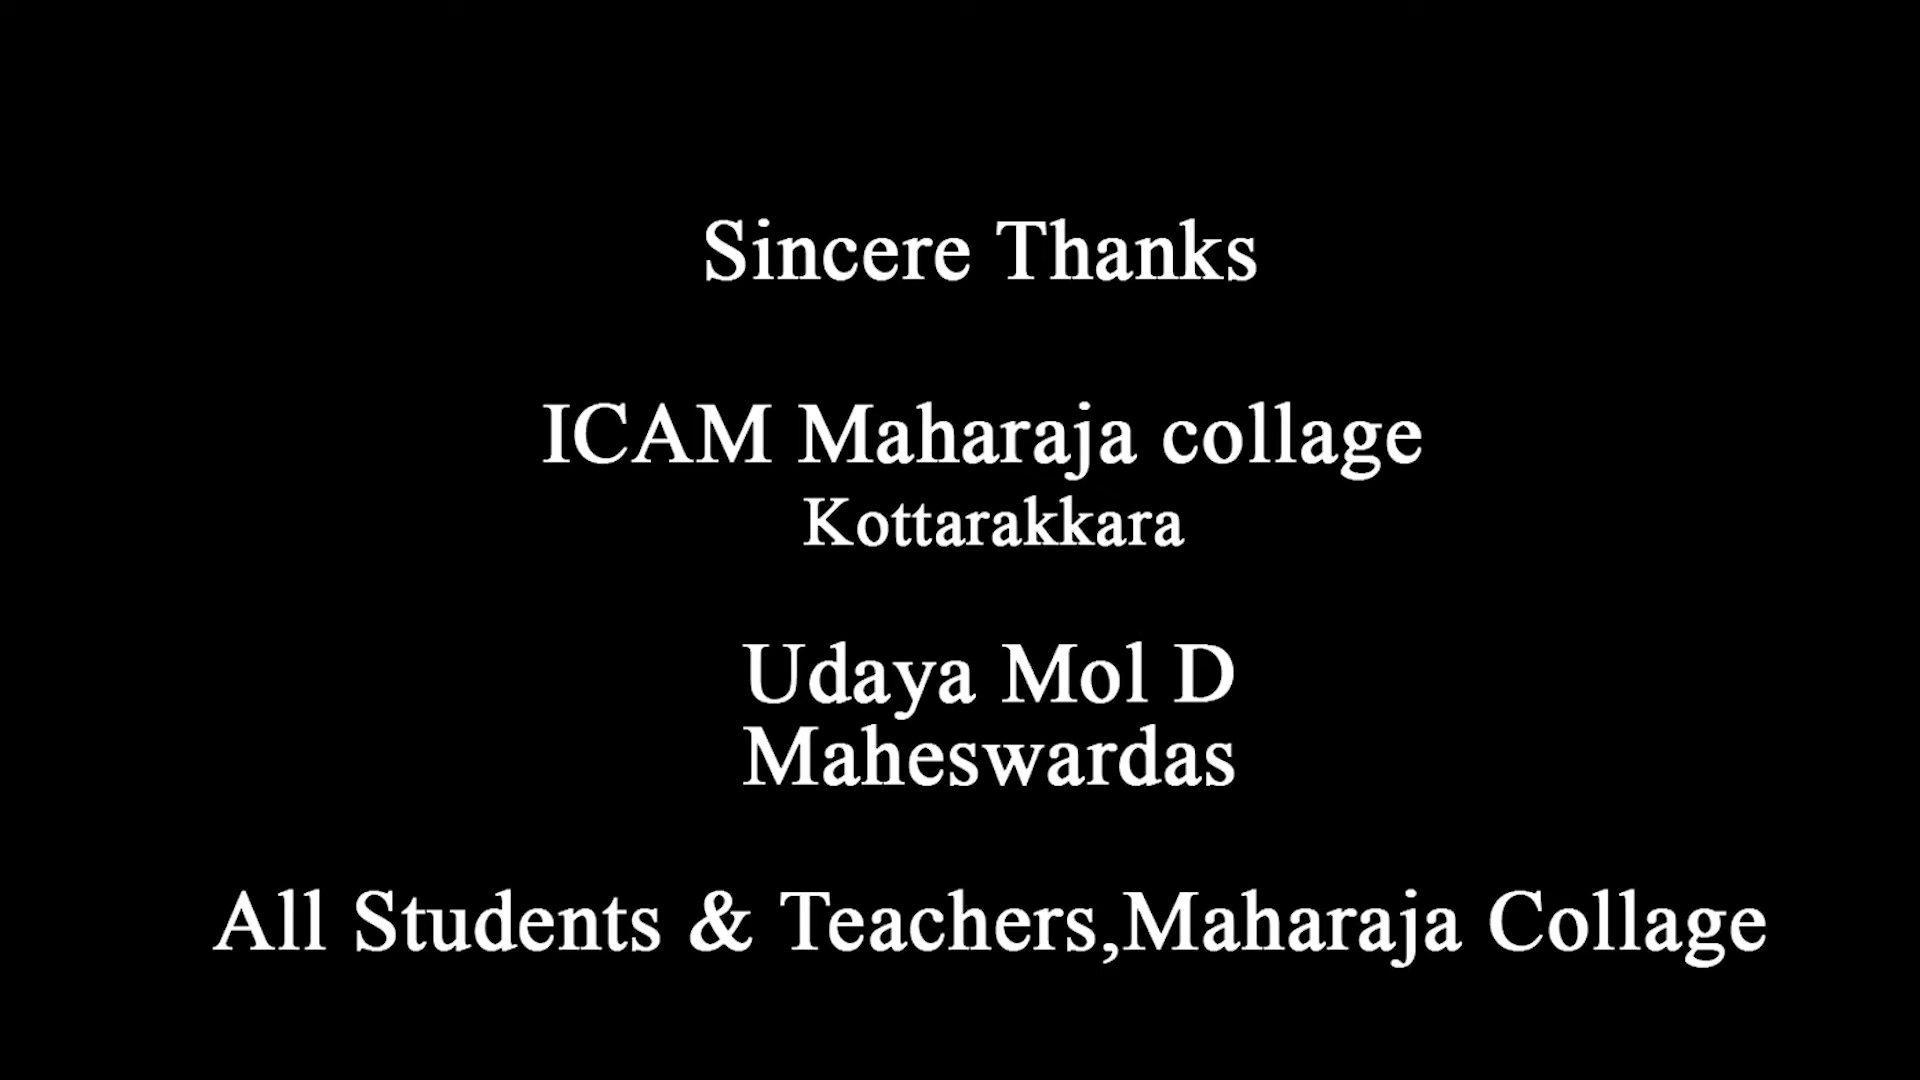 Sincere Thanks
ICAM Maharaja collage
Kottarakkara
Udaya Mol D
Maheswardas
All Students & Teachers,Maharaja Collage